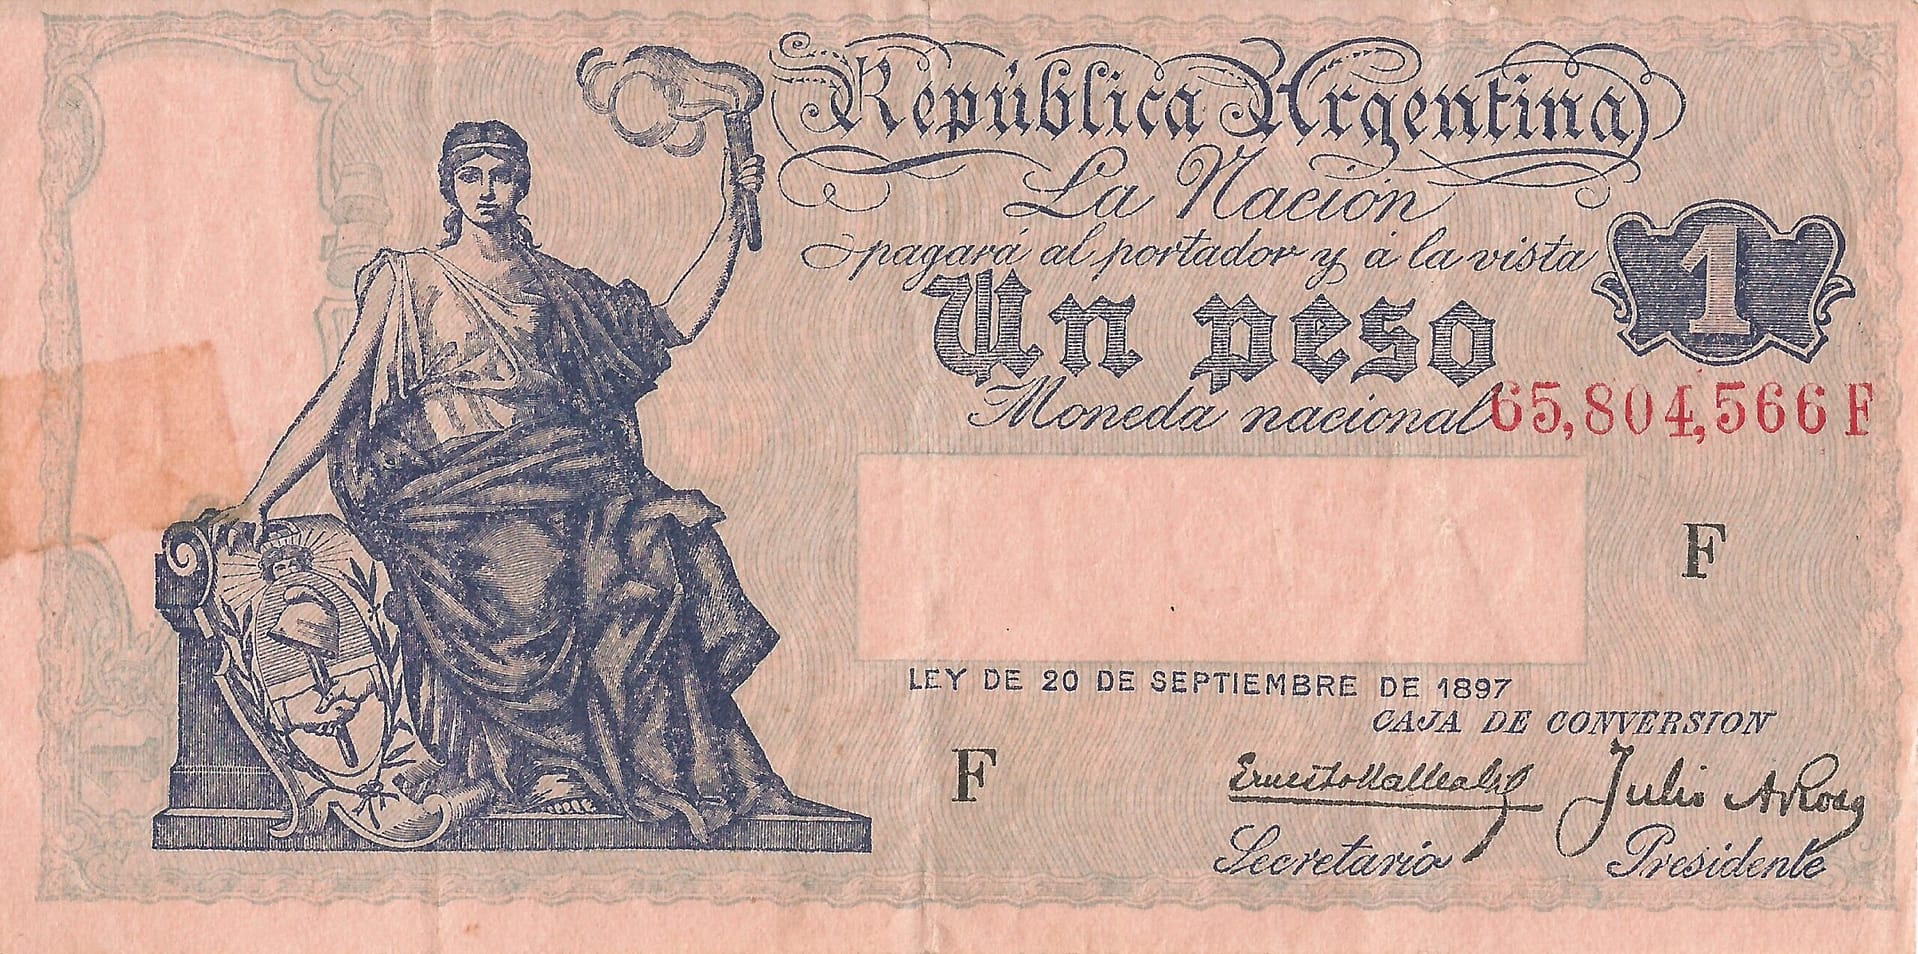 República Argentina
La Nación
pagará al portador y á la vista
1
Un peso
Moneda nacional
65,804,566 F
F
LEY DE 20 DE SEPTIEMBRE DE 1897
CAJA DE CONVERSION
F
Julio A Roca
Secretario
Presidente